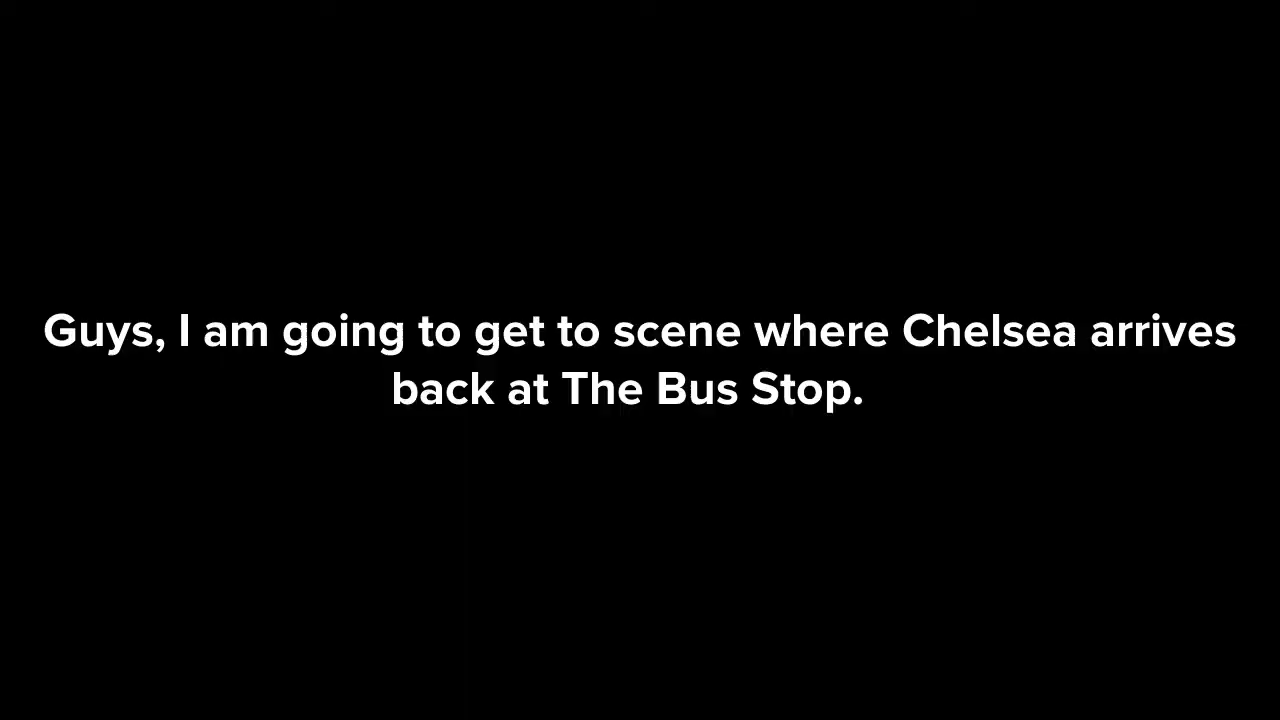 Guys, I am going to get to scene where Chelsea arrives
back at The Bus Stop.